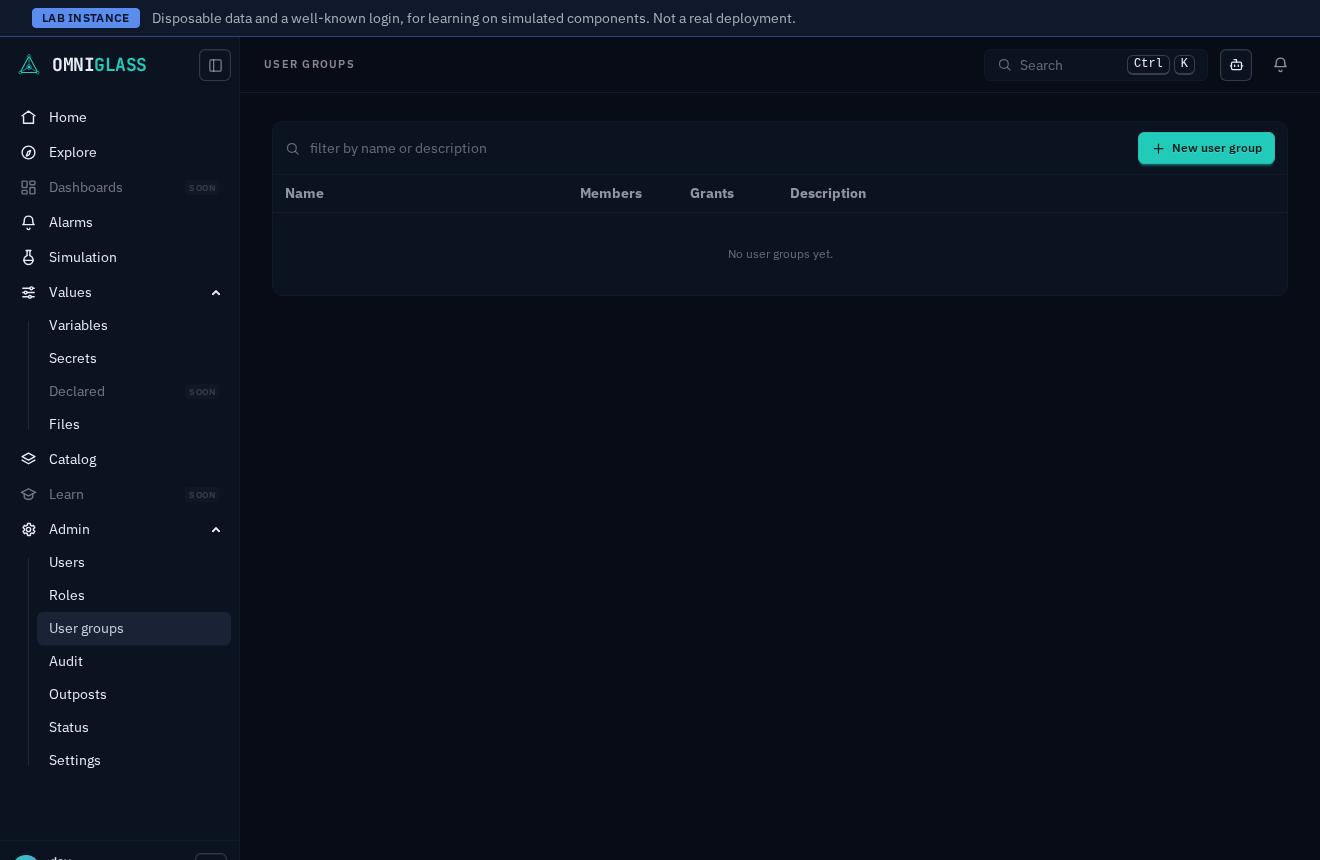 LAB INSTANCE Disposable data and a well-known login, for learning on simulated components. Not a real deployment.
OMNIGLASS
USER GROUPS
Search Ctrl K
Home
Explore
Dashboards SOON
Alarms
Simulation
Values
Variables
Secrets
Declared SOON
Files
Catalog
Learn SOON
Admin
Users
Roles
User groups
Audit
Outposts
Status
Settings
filter by name or description
New user group
Name Members Grants Description
No user groups yet.